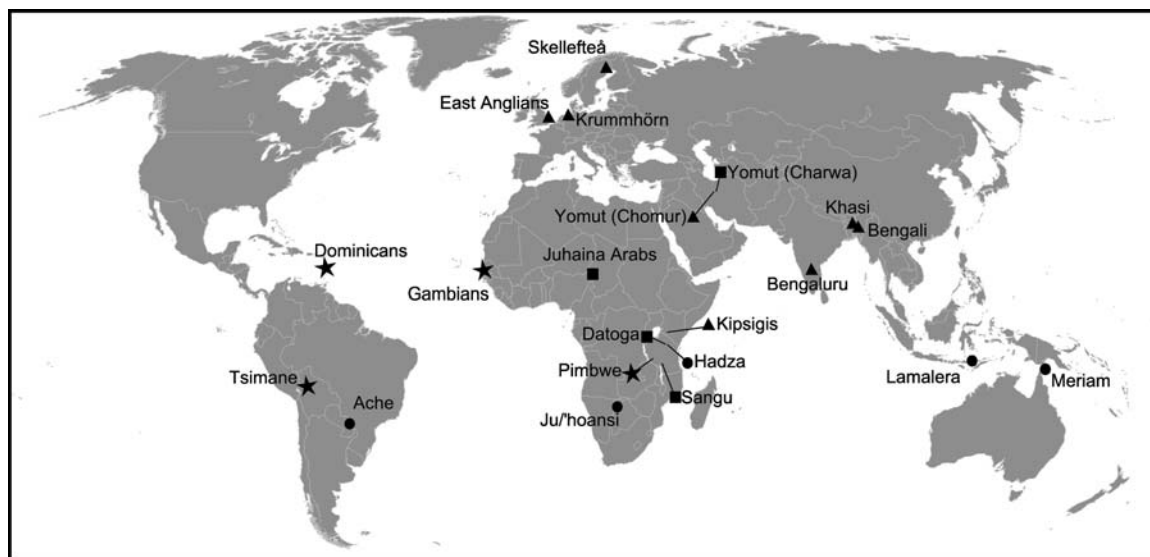 Skellefteå
East Anglians
Krummhörn
Yomut (Charwa)
Yomut (Chomur)
Khasi
Bengali
Dominicans
Juhaina Arabs
Gambians
Bengaluru
Kipsigis
Datoga
Hadza
Pimbwe
Lamalera
Meriam
Tsimane
Ache
Sangu
Ju/'hoansi